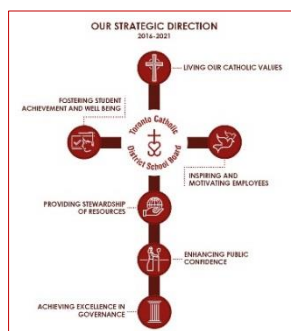 OUR STRATEGIC DIRECTION
2016-2021
LIVING OUR CATHOLIC VALUES
FOSTERING STUDENT
ACHIEVEMENT AND WELL BEING
Toronto Catholic
District School Board
INSPIRING AND
MOTIVATING EMPLOYEES
PROVIDING STEWARDSHIP
OF RESOURCES
ENHANCING PUBLIC
CONFIDENCE
ACHIEVING EXCELLENCE IN
GOVERNANCE